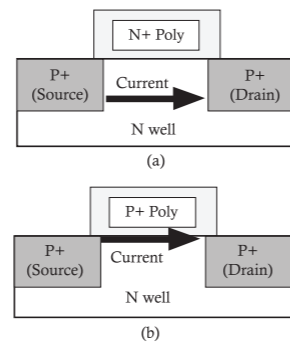 N+ Poly
P+
(Source)
Current
P+
(Drain)
N well
(a)
P+ Poly
P+
(Source)
Current
P+
(Drain)
N well
(b)